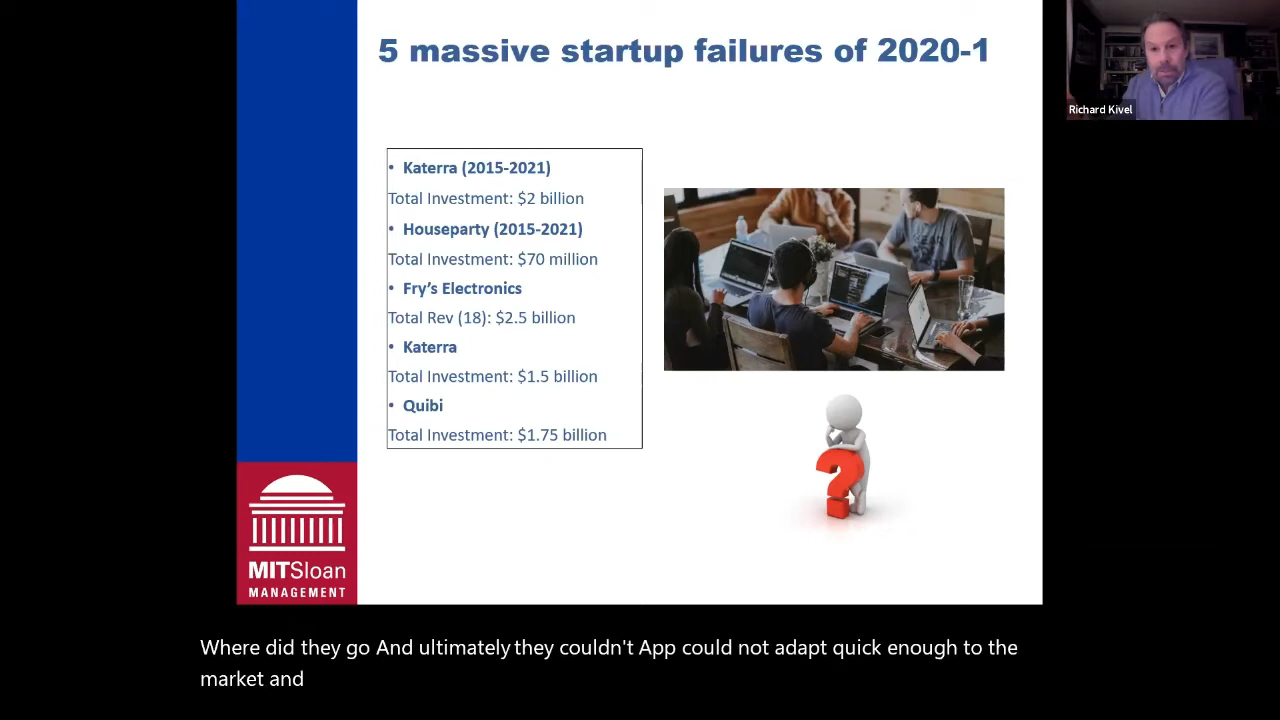 5 massive startup failures of 2020-1
Richard Kivel
• Katerra (2015-2021)
Total Investment: $2 billion
• Houseparty (2015-2021)
Total Investment: $70 million
• Fry's Electronics
Total Rev (18): $2.5 billion
• Katerra
Total Investment: $1.5 billion
• Quibi
Total Investment: $1.75 billion
?
MITSloan
MANAGEMENT
Where did they go And ultimately they couldn't App could not adapt quick enough to the
market and